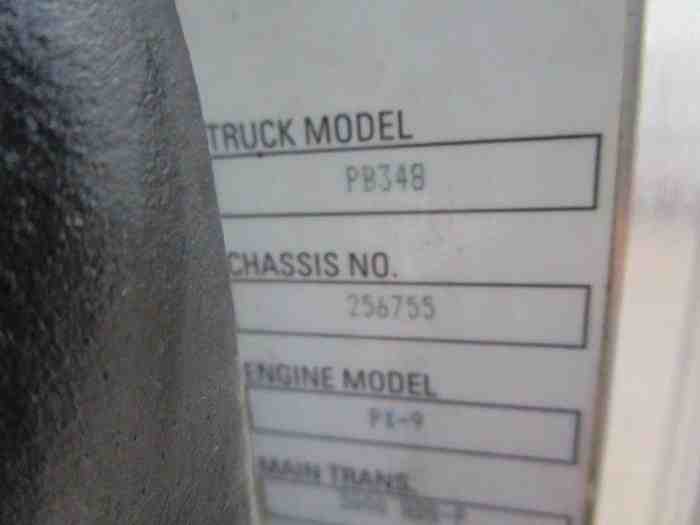 TRUCK MODEL
PB348
CHASSIS NO.
256755
ENGINE MODEL
PX-9
MAIN TRANS.